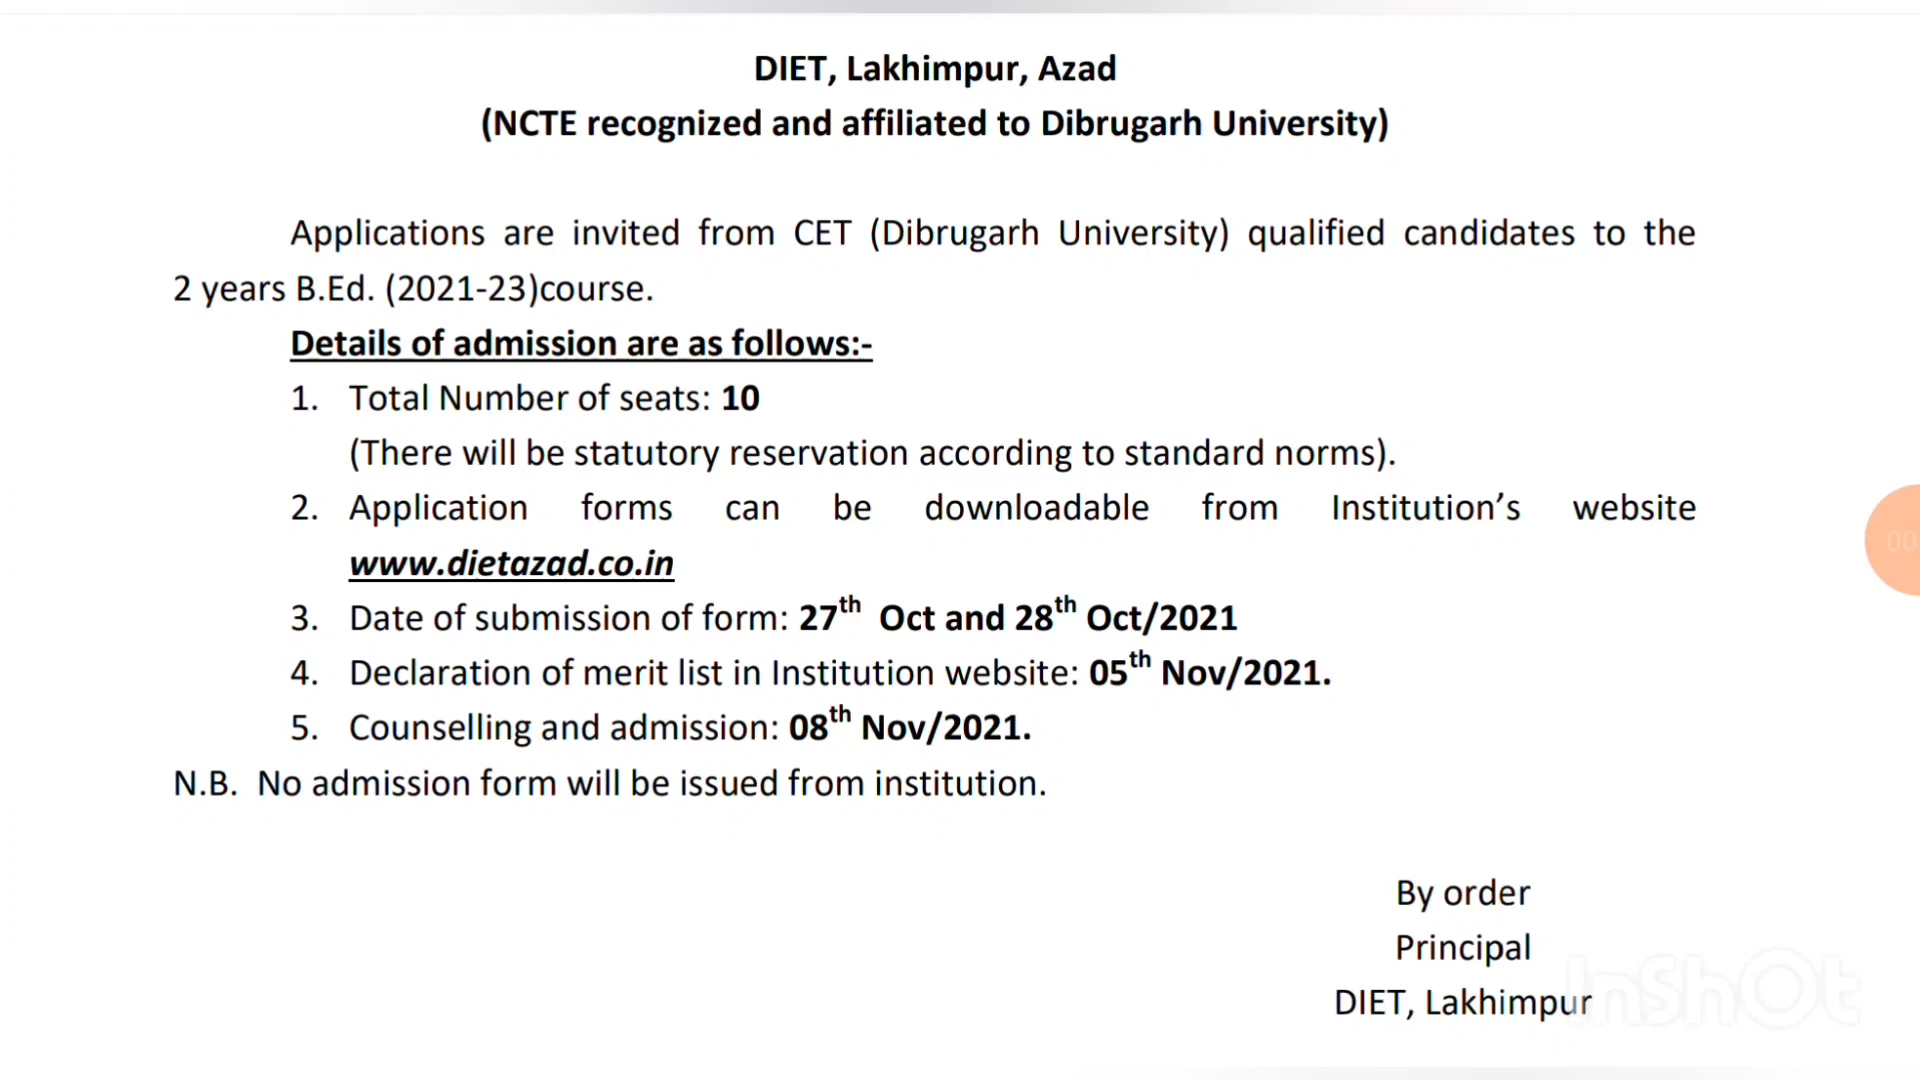 DIET, Lakhimpur, Azad
(NCTE recognized and affiliated to Dibrugarh University)
Applications are invited from CET (Dibrugarh University) qualified candidates to the
2 years B.Ed. (2021-23)course.
Details of admission are as follows:-
1. Total Number of seats: 10
(There will be statutory reservation according to standard norms).
2. Application forms can be downloadable from Institution’s website
www.dietazad.co.in
3. Date of submission of form: 27th Oct and 28th Oct/2021
4. Declaration of merit list in Institution website: 05th Nov/2021.
5. Counselling and admission: 08th Nov/2021.
N.B. No admission form will be issued from institution.
By order
Principal
DIET, Lakhimpur
InShOt